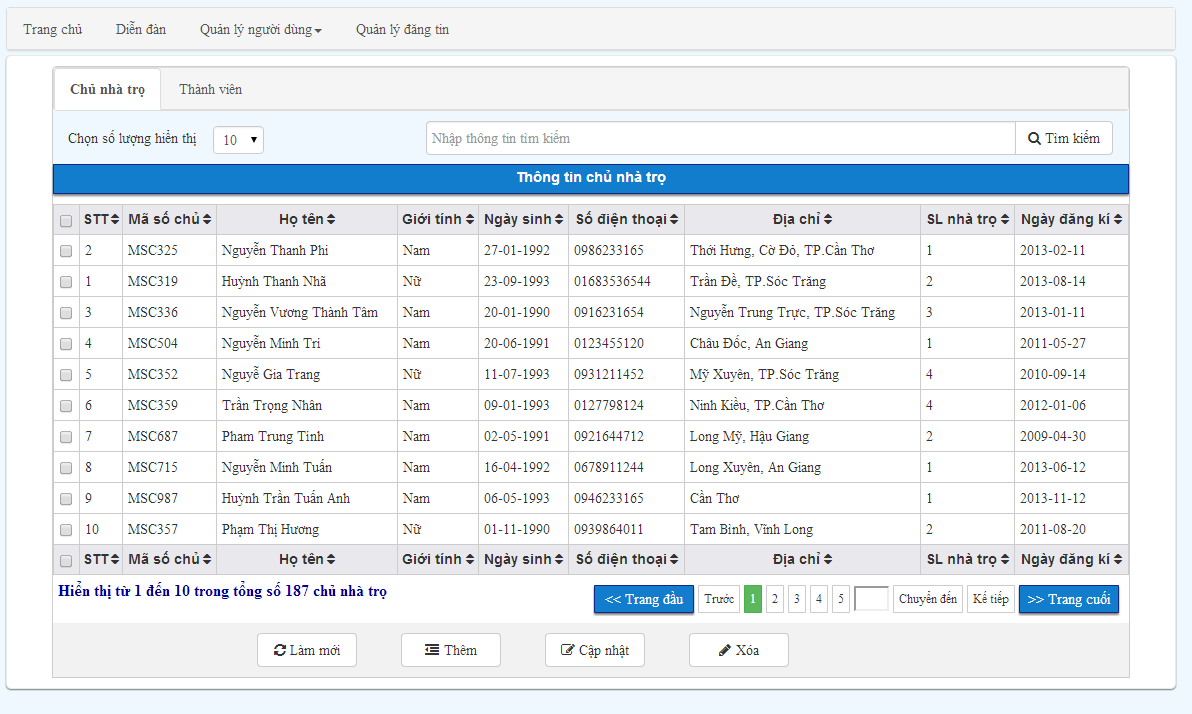 Trang chủ Diễn đàn Quản lý người dùng Quản lý đăng tin
Chủ nhà trọ Thành viên
Chọn số lượng hiển thị 10 Nhập thông tin tìm kiếm Tìm kiếm
Thông tin chủ nhà trọ
STT Mã số chủ Họ tên Giới tính Ngày sinh Số điện thoại Địa chỉ SL nhà trọ Ngày đăng kí
2 MSC325 Nguyễn Thanh Phi Nam 27-01-1992 0986233165 Thới Hưng, Cờ Đỏ, TP.Cần Thơ 1 2013-02-11
1 MSC319 Huỳnh Thanh Nhã Nữ 23-09-1993 01683536544 Trần Đề, TP.Sóc Trăng 2 2013-08-14
3 MSC336 Nguyễn Vương Thành Tâm Nam 20-01-1990 0916231654 Nguyễn Trung Trực, TP.Sóc Trăng 3 2013-01-11
4 MSC504 Nguyễn Minh Trí Nam 20-06-1991 0123455120 Châu Đốc, An Giang 1 2011-05-27
5 MSC352 Nguyễ Gia Trang Nữ 11-07-1993 0931211452 Mỹ Xuyên, TP.Sóc Trăng 4 2010-09-14
6 MSC359 Trần Trọng Nhân Nam 09-01-1993 0127798124 Ninh Kiều, TP.Cần Thơ 4 2012-01-06
7 MSC687 Pham Trung Tính Nam 02-05-1991 0921644712 Long Mỹ, Hậu Giang 2 2009-04-30
8 MSC715 Nguyễn Minh Tuấn Nam 16-04-1992 0678911244 Long Xuyên, An Giang 1 2013-06-12
9 MSC987 Huỳnh Trần Tuấn Anh Nam 06-05-1993 0946233165 Cần Thơ 1 2013-11-12
10 MSC357 Phạm Thị Hương Nữ 01-11-1990 0939864011 Tam Bình, Vĩnh Long 2 2011-08-20
STT Mã số chủ Họ tên Giới tính Ngày sinh Số điện thoại Địa chỉ SL nhà trọ Ngày đăng kí
Hiển thị từ 1 đến 10 trong tổng số 187 chủ nhà trọ
<< Trang đầu Trước 1 2 3 4 5 Chuyển đến Kế tiếp >> Trang cuối
Làm mới Thêm Cập nhật Xóa